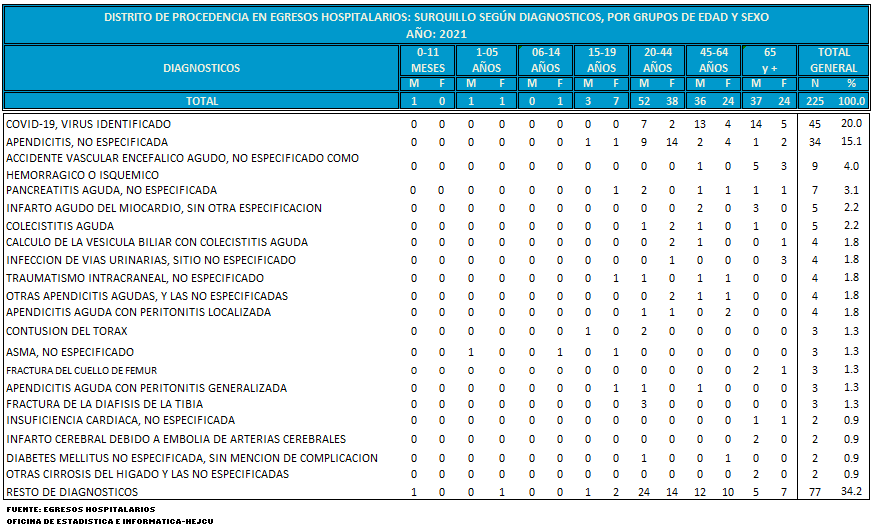 DISTRITO DE PROCEDENCIA EN EGRESOS HOSPITALARIOS: SURQUILLO SEGÚN DIAGNOSTICOS, POR GRUPOS DE EDAD Y SEXO
AÑO: 2021
DIAGNOSTICOS 0-11 MESES 1-05 AÑOS 06-14 AÑOS 15-19 AÑOS 20-44 AÑOS 45-64 AÑOS 65 y + TOTAL GENERAL
M F M F M F M F M F M F M F N %
TOTAL 1 0 1 1 0 1 3 7 52 38 36 24 37 24 225 100.0
COVID-19, VIRUS IDENTIFICADO 0 0 0 0 0 0 0 0 7 2 13 4 14 5 45 20.0
APENDICITIS, NO ESPECIFICADA 0 0 0 0 0 0 1 1 9 14 2 4 1 2 34 15.1
ACCIDENTE VASCULAR ENCEFALICO AGUDO, NO ESPECIFICADO COMO
HEMORRAGICO O ISQUEMICO 0 0 0 0 0 0 0 0 0 0 1 0 5 3 9 4.0
PANCREATITIS AGUDA, NO ESPECIFICADA 0 0 0 0 0 0 0 1 2 0 1 1 1 1 7 3.1
INFARTO AGUDO DEL MIOCARDIO, SIN OTRA ESPECIFICACION 0 0 0 0 0 0 0 0 0 0 2 0 3 0 5 2.2
COLECISTITIS AGUDA 0 0 0 0 0 0 0 0 1 2 1 0 1 0 5 2.2
CALCULO DE LA VESICULA BILIAR CON COLECISTITIS AGUDA 0 0 0 0 0 0 0 0 0 2 1 0 0 1 4 1.8
INFECCION DE VIAS URINARIAS, SITIO NO ESPECIFICADO 0 0 0 0 0 0 0 0 0 1 0 0 0 3 4 1.8
TRAUMATISMO INTRACRANEAL, NO ESPECIFICADO 0 0 0 0 0 0 0 1 1 0 1 1 0 0 4 1.8
OTRAS APENDICITIS AGUDAS, Y LAS NO ESPECIFICADAS 0 0 0 0 0 0 0 0 0 2 1 1 0 0 4 1.8
APENDICITIS AGUDA CON PERITONITIS LOCALIZADA 0 0 0 0 0 0 0 0 1 1 0 2 0 0 4 1.8
CONTUSION DEL TORAX 0 0 0 0 0 0 1 0 2 0 0 0 0 0 3 1.3
ASMA, NO ESPECIFICADO 0 0 1 0 0 1 0 1 0 0 0 0 0 0 3 1.3
FRACTURA DEL CUELLO DE FEMUR 0 0 0 0 0 0 0 0 0 0 0 0 2 1 3 1.3
APENDICITIS AGUDA CON PERITONITIS GENERALIZADA 0 0 0 0 0 0 0 1 1 0 1 0 0 0 3 1.3
FRACTURA DE LA DIAFISIS DE LA TIBIA 0 0 0 0 0 0 0 0 3 0 0 0 0 0 3 1.3
INSUFICIENCIA CARDIACA, NO ESPECIFICADA 0 0 0 0 0 0 0 0 0 0 0 0 1 1 2 0.9
INFARTO CEREBRAL DEBIDO A EMBOLIA DE ARTERIAS CEREBRALES 0 0 0 0 0 0 0 0 0 0 0 0 2 0 2 0.9
DIABETES MELLITUS NO ESPECIFICADA, SIN MENCION DE COMPLICACION 0 0 0 0 0 0 0 0 1 0 0 1 0 0 2 0.9
OTRAS CIRROSIS DEL HIGADO Y LAS NO ESPECIFICADAS 0 0 0 0 0 0 0 0 0 0 0 0 2 0 2 0.9
RESTO DE DIAGNOSTICOS 1 0 0 1 0 0 1 2 24 14 12 10 5 7 77 34.2
FUENTE: EGRESOS HOSPITALARIOS
OFICINA DE ESTADISTICA E INFORMATICA-HEJCU